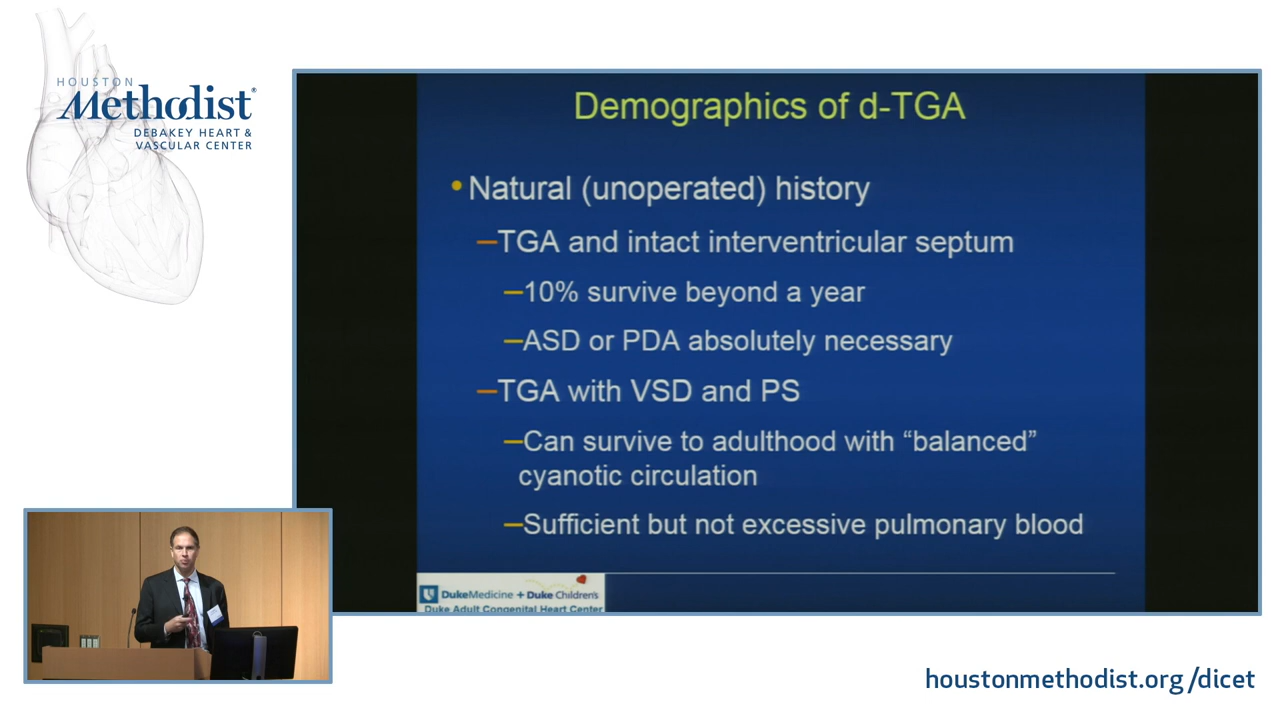 HOUSTON
Methodist®
DEBAKEY HEART &
VASCULAR CENTER
Demographics of d-TGA
•Natural (unoperated) history
–TGA and intact interventricular septum
–10% survive beyond a year
–ASD or PDA absolutely necessary
–TGA with VSD and PS
–Can survive to adulthood with “balanced”
cyanotic circulation
–Sufficient but not excessive pulmonary blood
DukeMedicine + Duke Children's
Duke Adult Congenital Heart Center
houstonmethodist.org/dicet